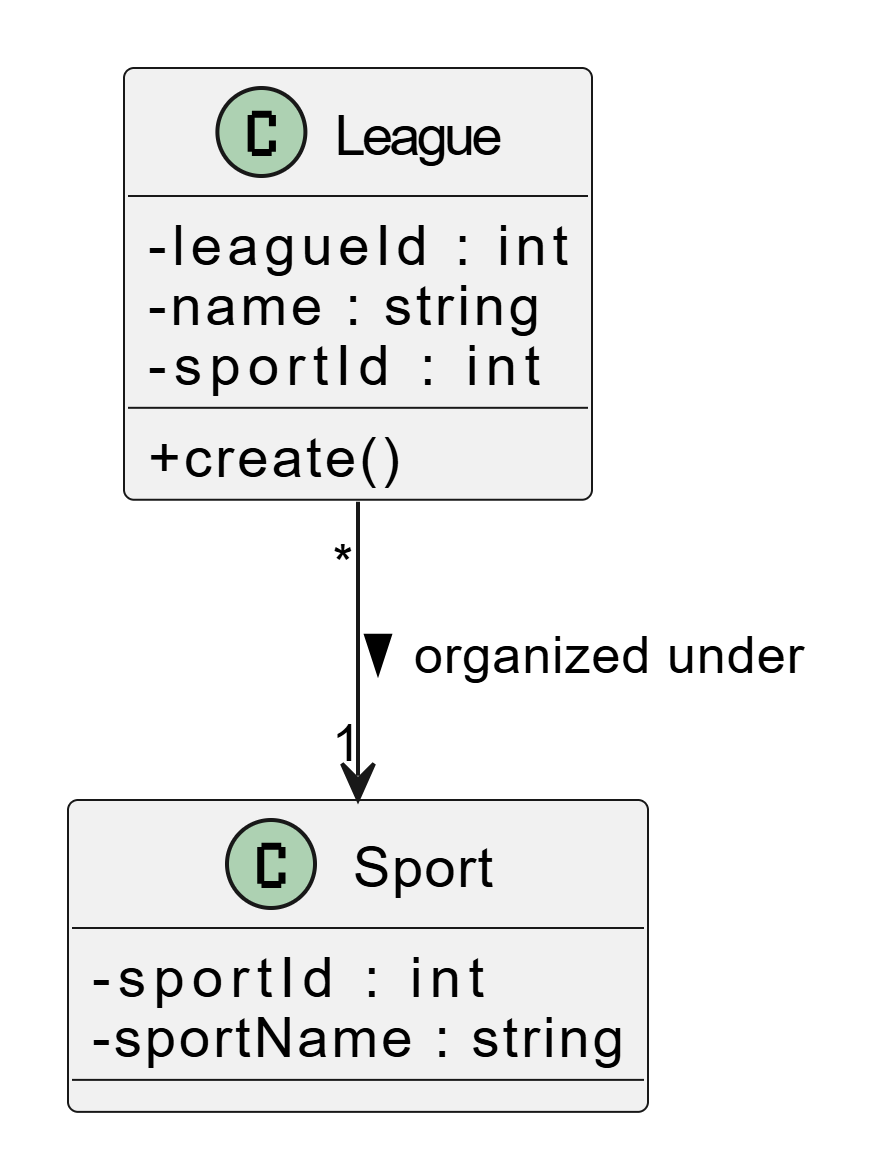 C League
-leagueId : int
-name : string
-sportId : int
+create()
*
organized under
1
C Sport
-sportId : int
-sportName : string